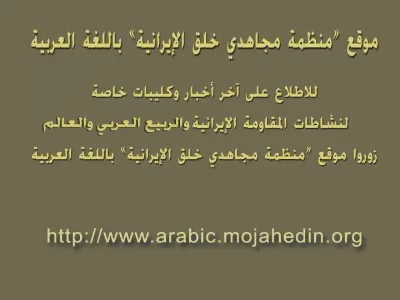 موقع "منظمة مجاهدي خلق الإيرانية" باللغة العربية
للاطلاع على آخر أخبار وكليبات خاصة
لنشاطات المقاومة الإيرانية والربيع العربي والعالم
زوروا موقع "منظمة مجاهدي خلق الإيرانية" باللغة العربية
http://www.arabic.mojahedin.org